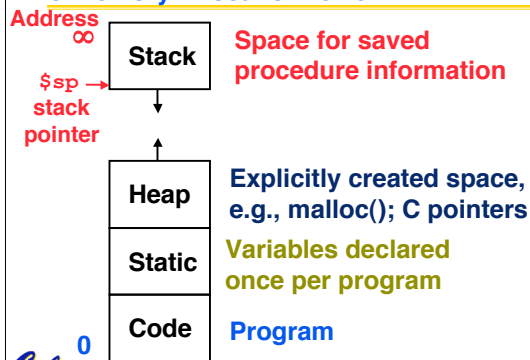 Address
∞
Stack
Space for saved
procedure information
$sp
stack
pointer
Heap
Explicitly created space,
e.g., malloc(); C pointers
Static
Variables declared
once per program
Code
Program
0